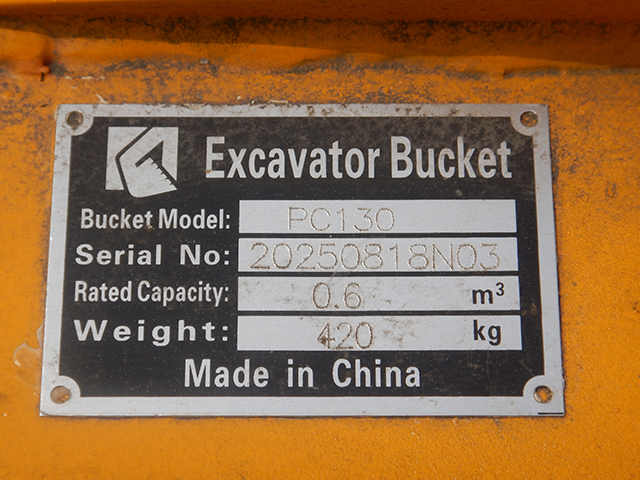 Excavator Bucket
Bucket Model: PC130
Serial No: 20250818N03
Rated Capacity: 0.6 m³
Weight: 420 kg
Made in China